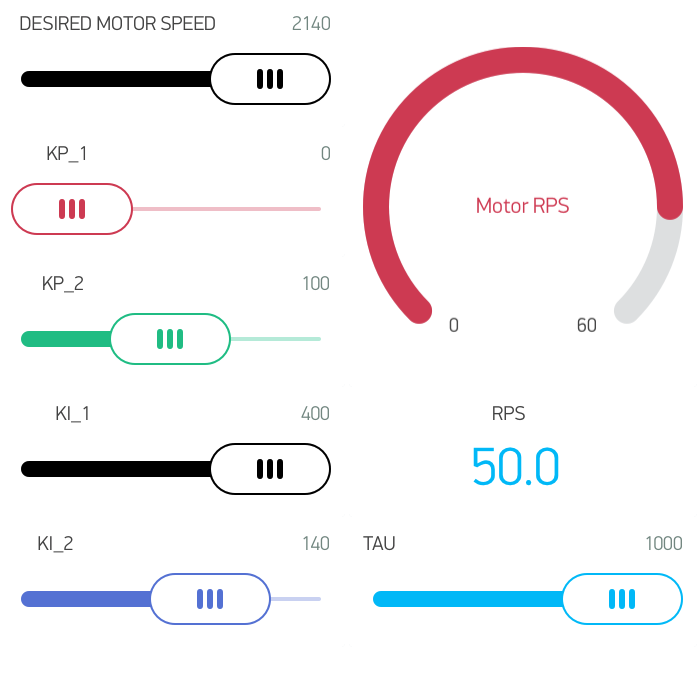 DESIRED MOTOR SPEED 2140
KP_1 0
KP_2 100
KI_1 400
KI_2 140
Motor RPS
0 60
RPS
50.0
TAU 1000